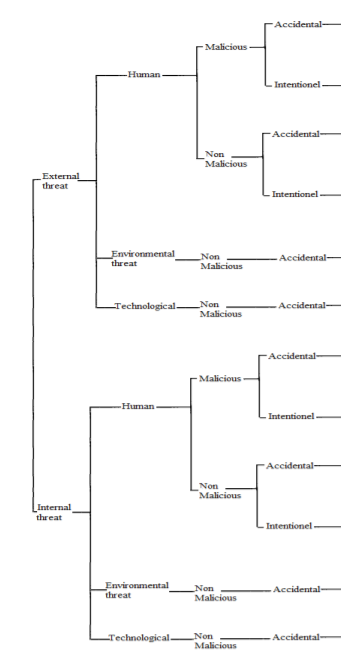 Accidental
Malicious
Human
Intentionel
Accidental
Non
Malicious
Intentionel
External
threat
Environmental
threat
Non
Malicious
Accidental
Technological
Non
Malicious
Accidental
Accidental
Malicious
Human
Intentionel
Accidental
Non
Malicious
Intentionel
Internal
threat
Environmental
threat
Non
Malicious
Accidental
Technological
Non
Malicious
Accidental